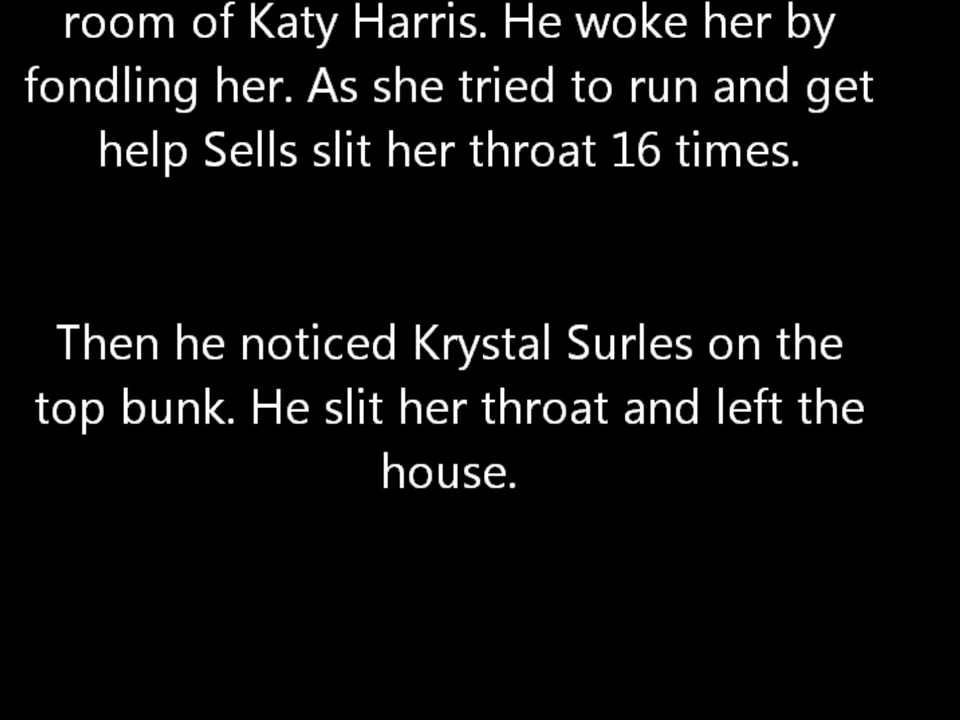 room of Katy Harris. He woke her by
fondling her. As she tried to run and get
help Sells slit her throat 16 times.
Then he noticed Krystal Surles on the
top bunk. He slit her throat and left the
house.